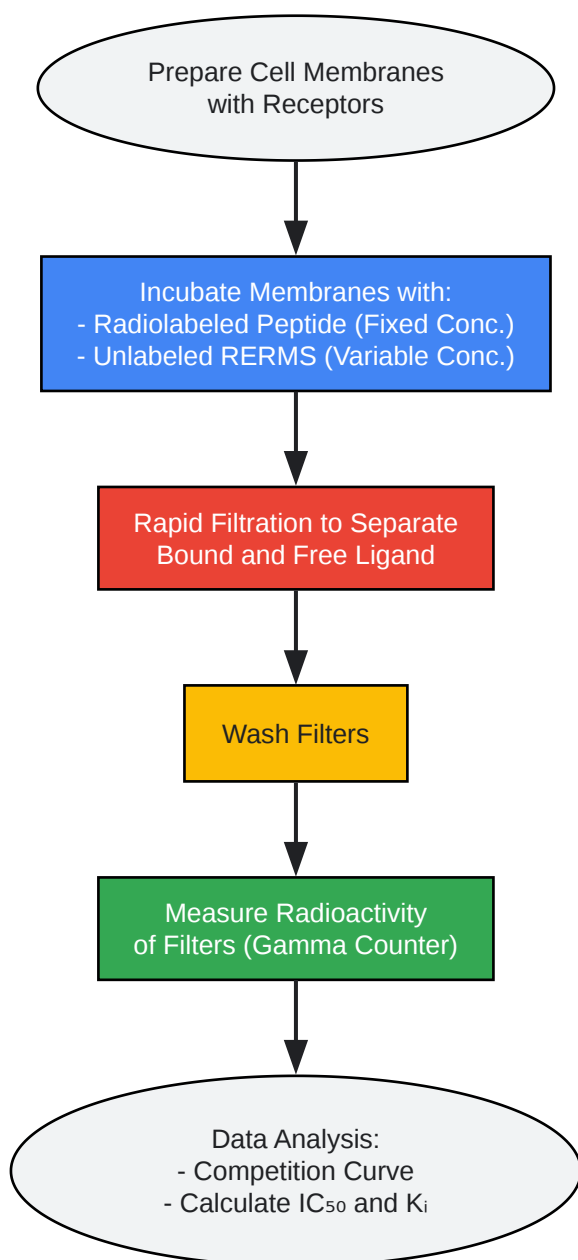 Prepare Cell Membranes
with Receptors
Incubate Membranes with:
- Radiolabeled Peptide (Fixed Conc.)
- Unlabeled RERMS (Variable Conc.)
Rapid Filtration to Separate
Bound and Free Ligand
Wash Filters
Measure Radioactivity
of Filters (Gamma Counter)
Data Analysis:
- Competition Curve
- Calculate IC₅₀ and Kᵢ